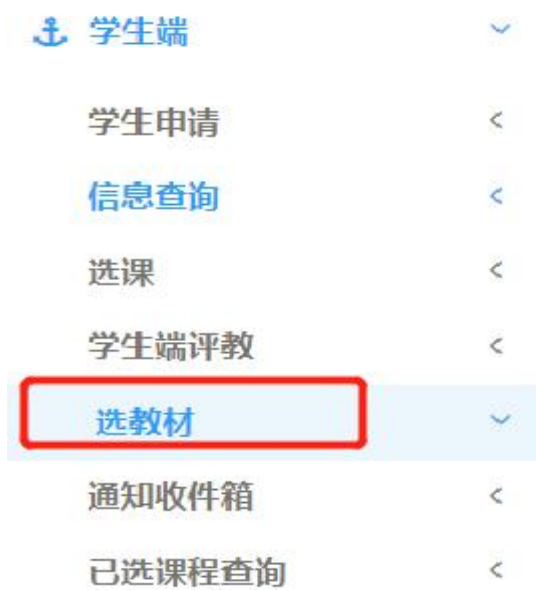 学生端
学生申请
信息查询
选课
学生端评教
选教材
通知收件箱
已选课程查询